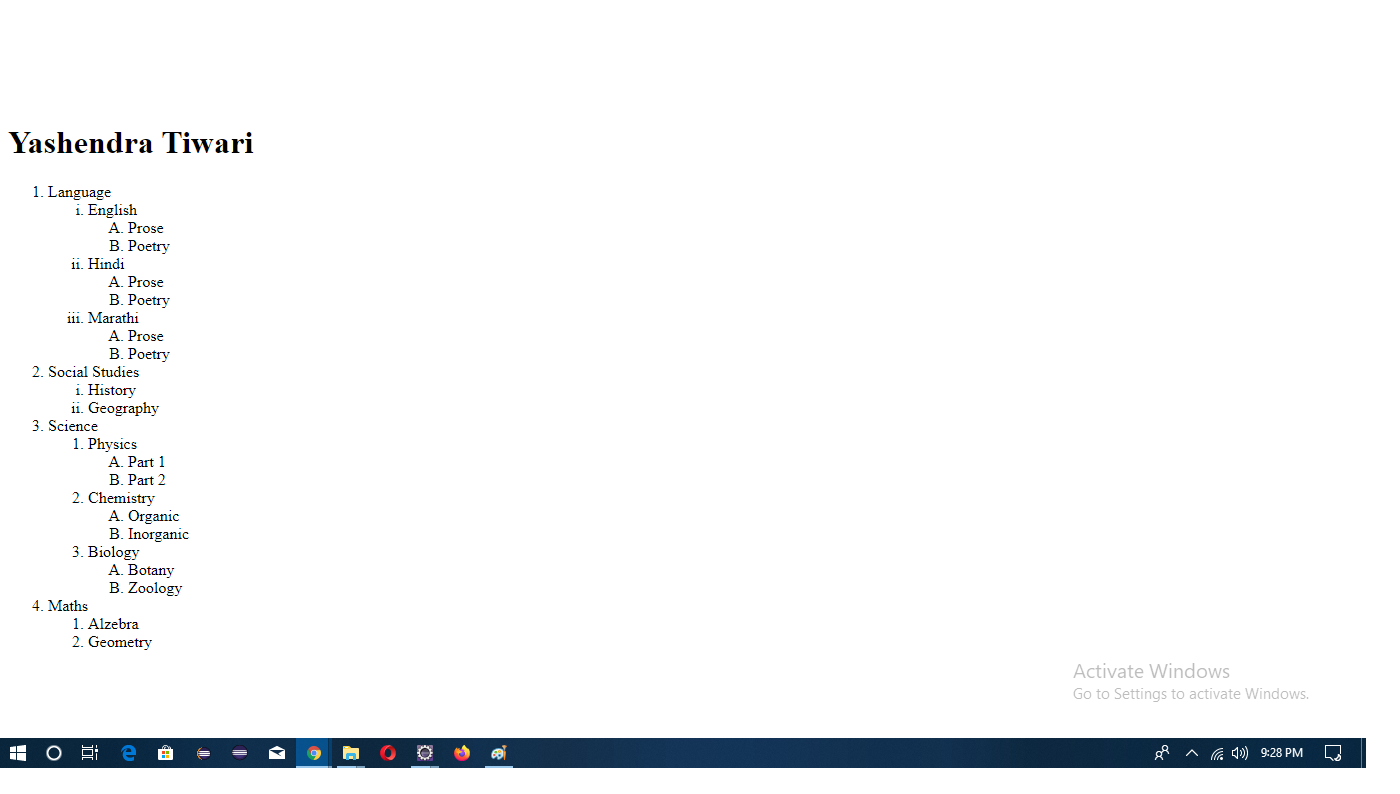 Yashendra Tiwari
1. Language
i. English
A. Prose
B. Poetry
ii. Hindi
A. Prose
B. Poetry
iii. Marathi
A. Prose
B. Poetry
2. Social Studies
i. History
ii. Geography
3. Science
1. Physics
A. Part 1
B. Part 2
2. Chemistry
A. Organic
B. Inorganic
3. Biology
A. Botany
B. Zoology
4. Maths
1. Alzebra
2. Geometry
Activate Windows
Go to Settings to activate Windows.
9:28 PM